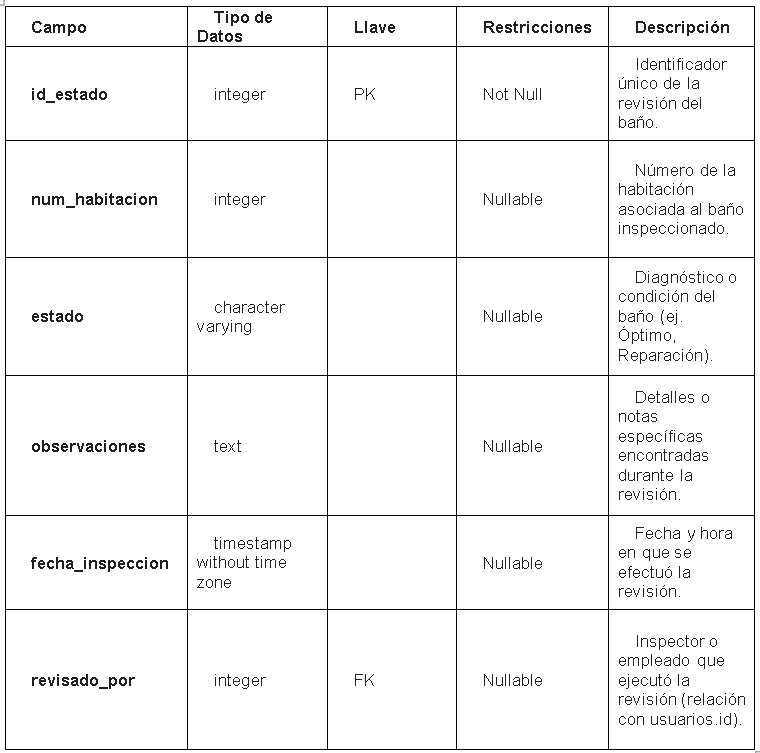 Campo
Tipo de
Datos
Llave
Restricciones
Descripción
id_estado
integer
PK
Not Null
Identificador
único de la
revisión del
baño.
num_habitacion
integer
Nullable
Número de la
habitación
asociada al baño
inspeccionado.
estado
character
varying
Nullable
Diagnóstico o
condición del
baño (ej.
Óptimo,
Reparación).
observaciones
text
Nullable
Detalles o
notas
específicas
encontradas
durante la
revisión.
fecha_inspeccion
timestamp
without time
zone
Nullable
Fecha y hora
en que se
efectuó la
revisión.
revisado_por
integer
FK
Nullable
Inspector o
empleado que
ejecutó la
revisión (relación
con usuarios.id).